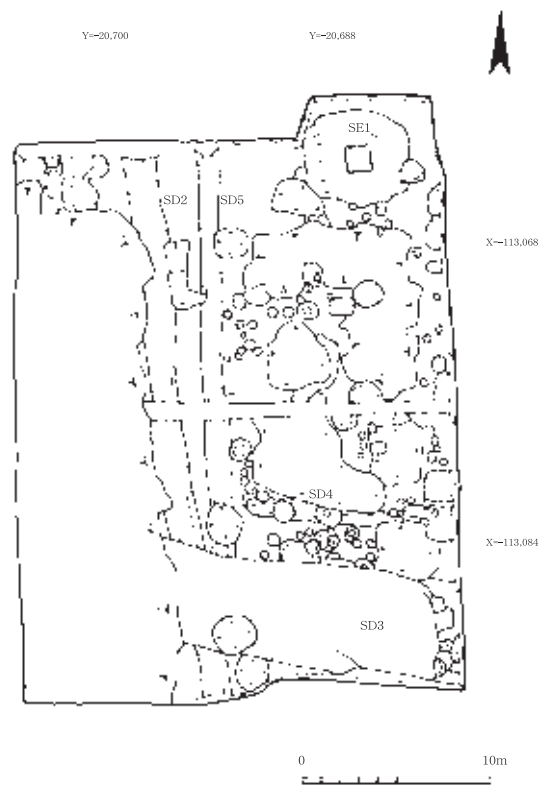 Y=-20,700
Y=-20,688
SE1
SD2
SD5
X=-113,068
SD4
X=-113,084
SD3
0
10m